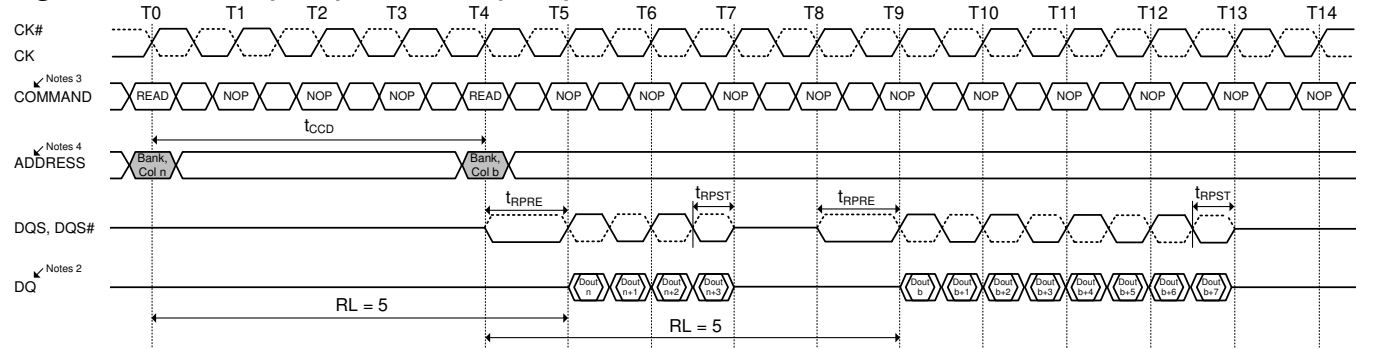 T0 T1 T2 T3 T4 T5 T6 T7 T8 T9 T10 T11 T12 T13 T14
CK#
CK
Notes 3
COMMAND READ NOP NOP NOP READ NOP NOP NOP NOP NOP NOP NOP NOP NOP NOP
tCCD
Notes 4
ADDRESS
Bank, Bank,
Col n Col b
tRPRE tRPST tRPRE tRPST
DQS, DQS#
Notes 2
DQ
Dout Dout Dout Dout Dout Dout Dout Dout Dout Dout Dout Dout
n n+1 n+2 n+3 b b+1 b+2 b+3 b+4 b+5 b+6 b+7
RL = 5
RL = 5